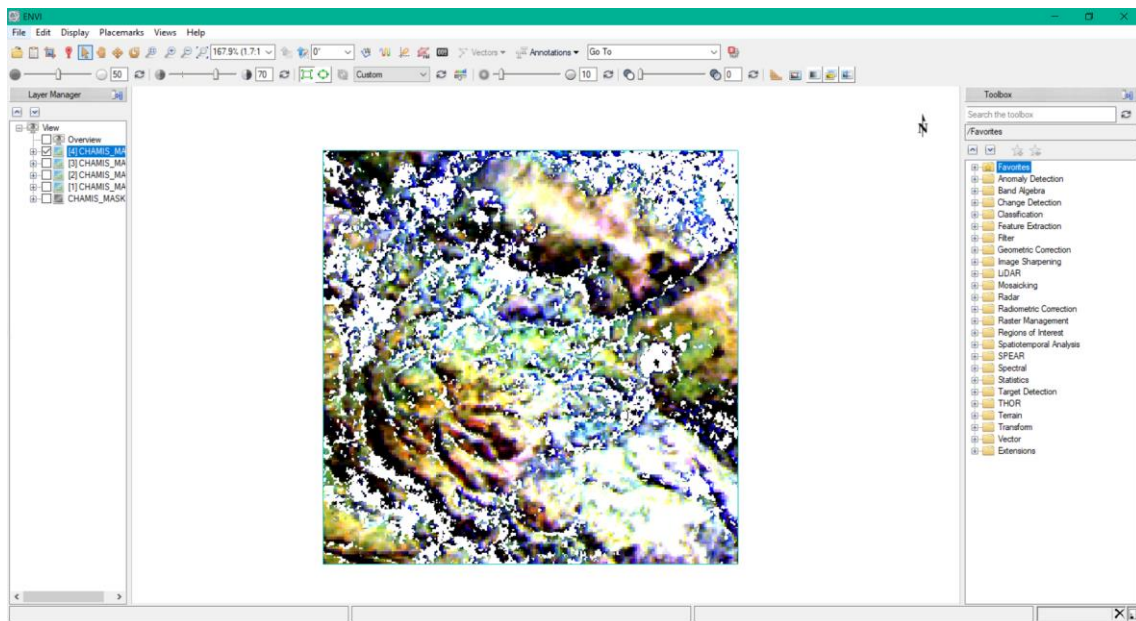 ENVI
File Edit Display Placemarks Views Help
167.9% (1.7:1 0° Vectors Annotations Go To
50 70 Custom 10 0
Layer Manager
View
Overview
[4] CHAMIS_MA
[3] CHAMIS_MA
[2] CHAMIS_MA
[1] CHAMIS_MA
CHAMIS_MASK
N
Toolbox
Search the toolbox
/Favorites
Favorites
Anomaly Detection
Band Algebra
Change Detection
Classification
Feature Extraction
Filter
Geometric Correction
Image Sharpening
LiDAR
Mosaicking
Radar
Radiometric Correction
Raster Management
Regions of Interest
Spatiotemporal Analysis
SPEAR
Spectral
Statistics
Target Detection
THOR
Terrain
Transform
Vector
Extensions